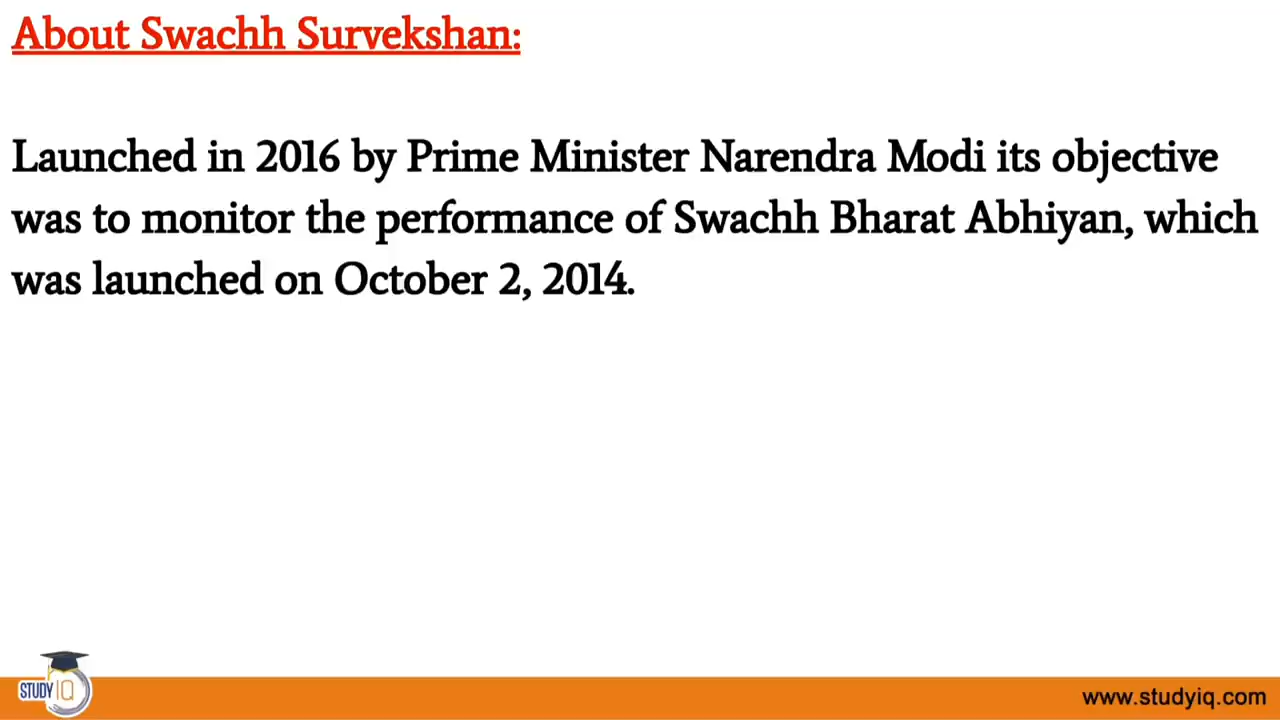 About Swachh Survekshan:
Launched in 2016 by Prime Minister Narendra Modi its objective
was to monitor the performance of Swachh Bharat Abhiyan, which
was launched on October 2, 2014.
STUDY IQ
www.studyiq.com